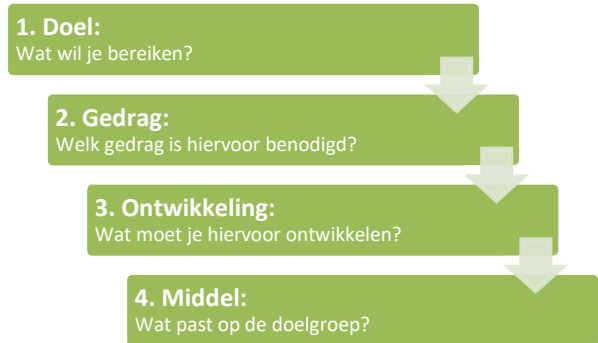 1. Doel:
Wat wil je bereiken?
2. Gedrag:
Welk gedrag is hiervoor benodigd?
3. Ontwikkeling:
Wat moet je hiervoor ontwikkelen?
4. Middel:
Wat past op de doelgroep?